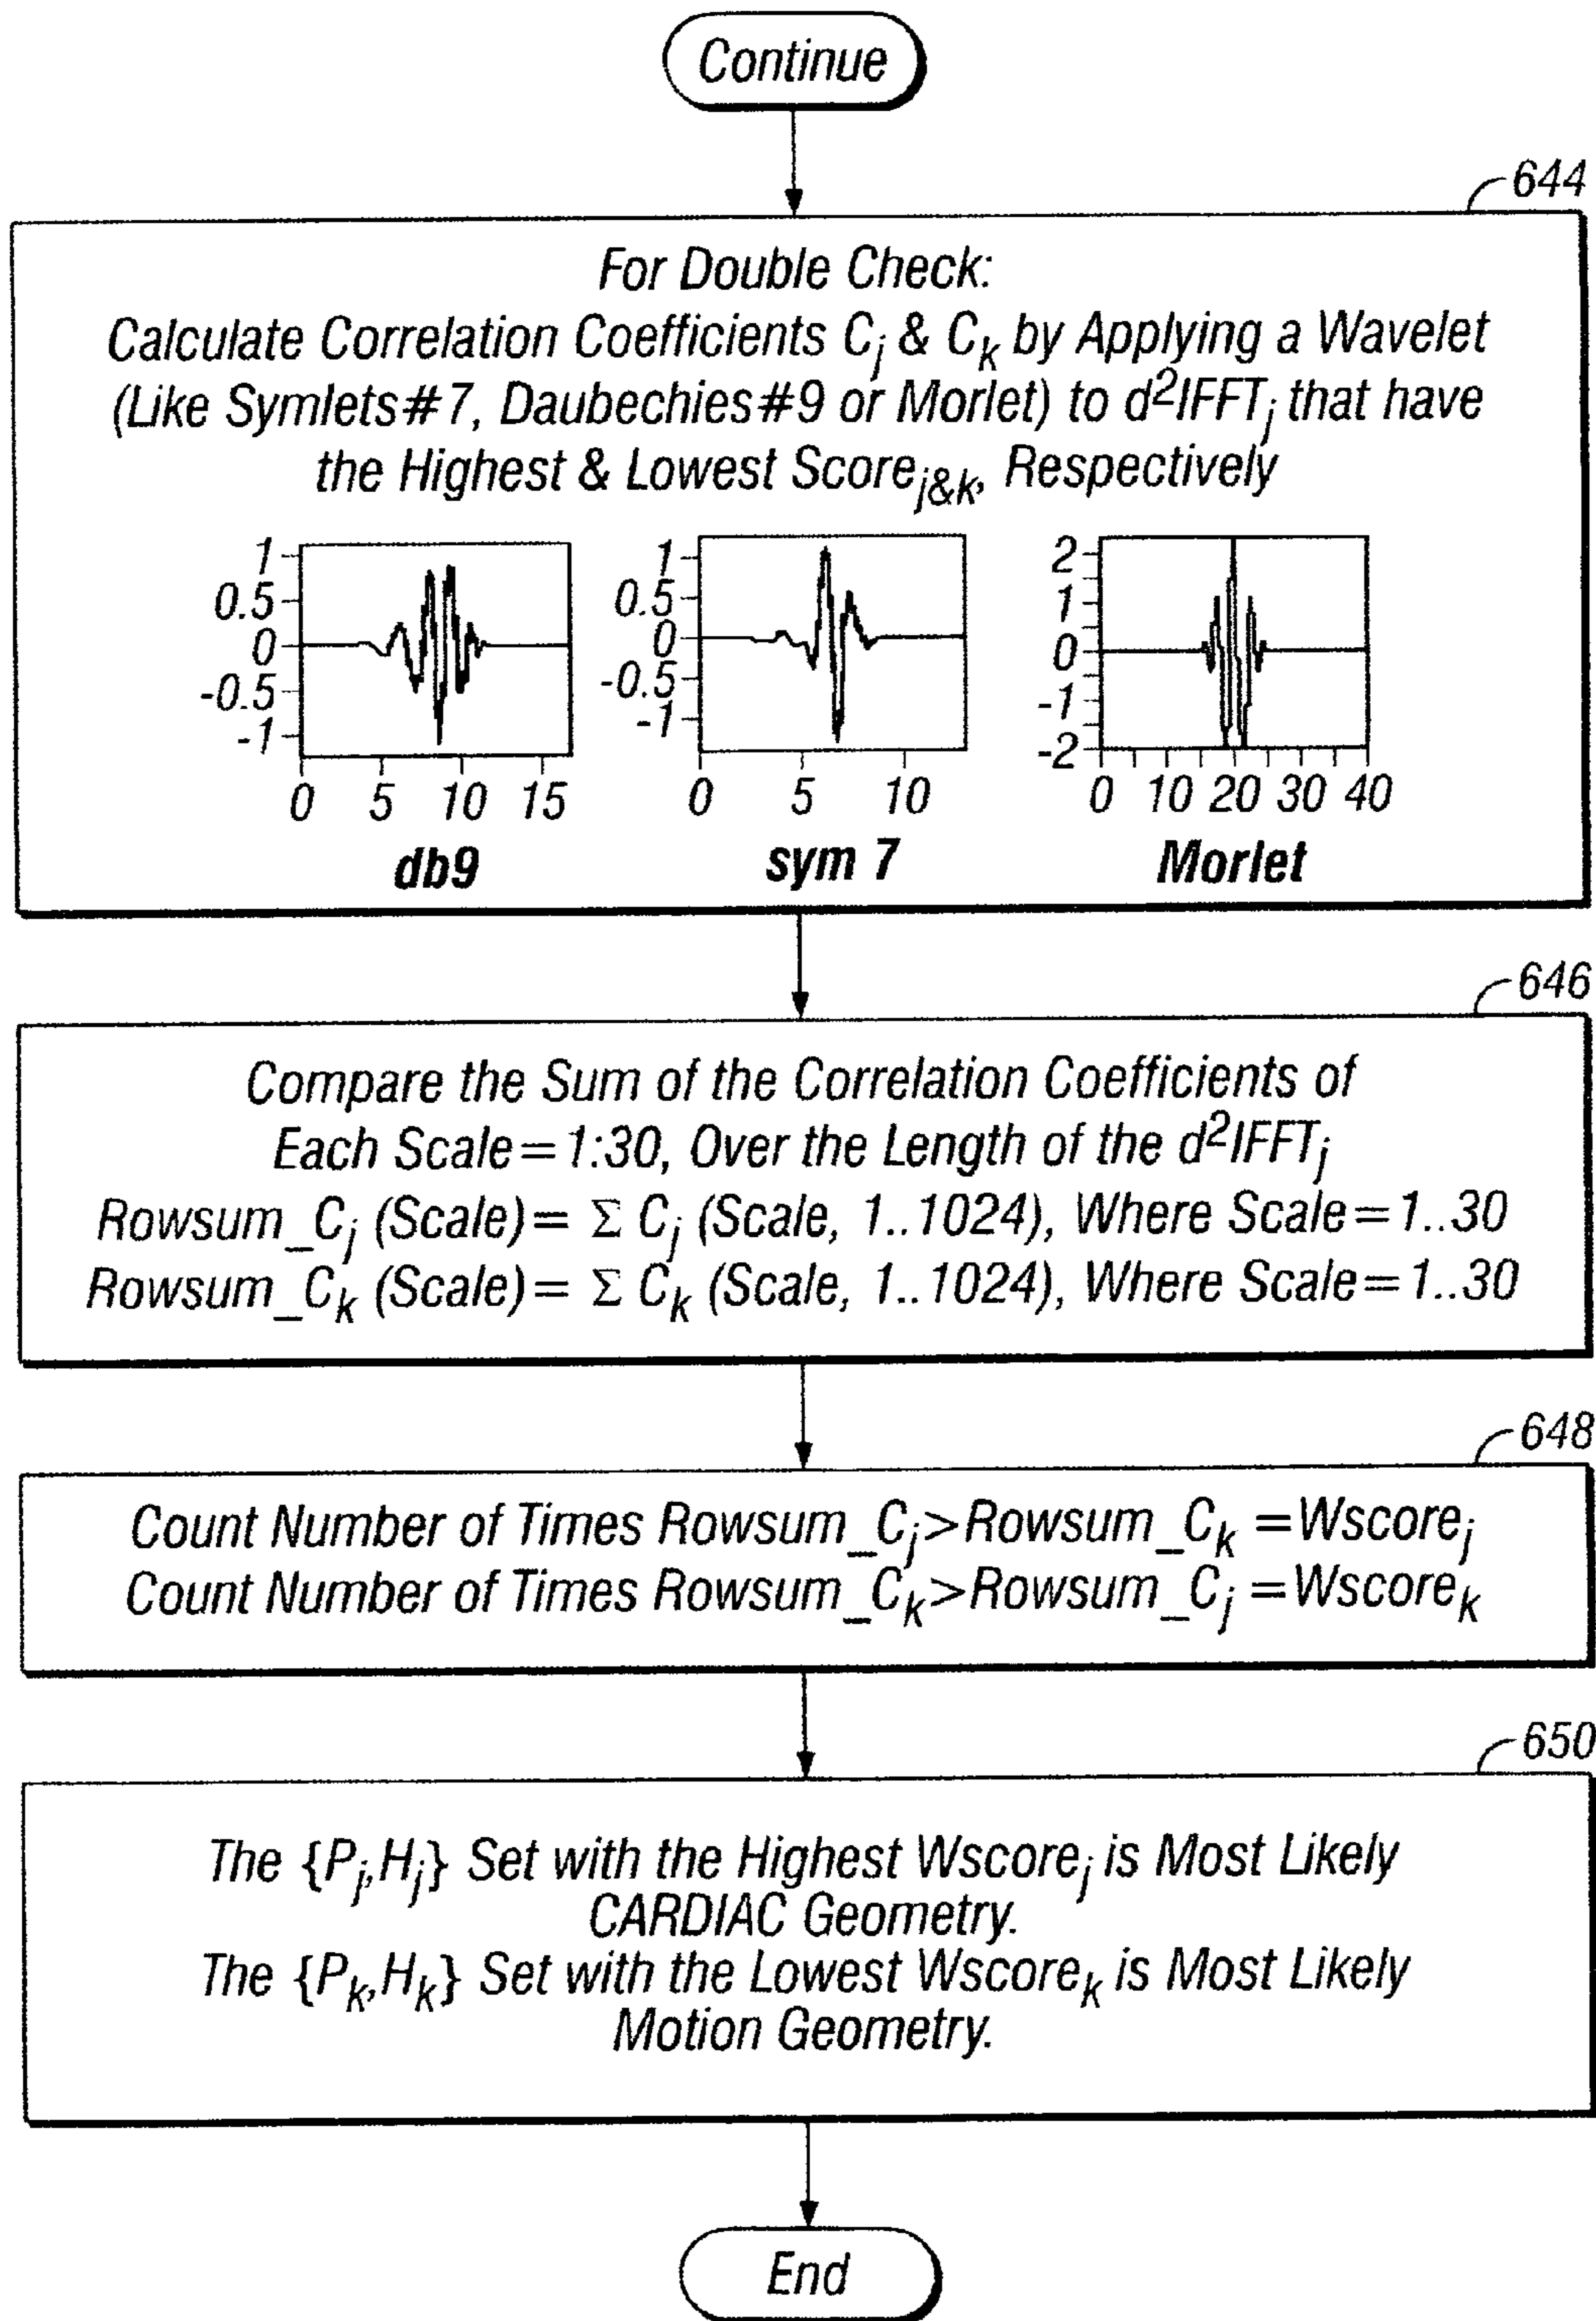 Continue
644
For Double Check:
Calculate Correlation Coefficients Cj & Ck by Applying a Wavelet
(Like Symlets#7, Daubechies#9 or Morlet) to d²IFFTj that have
the Highest & Lowest Scorej&k, Respectively
1
0.5
0
-0.5
-1
0 5 10 15
db9
1
0.5
0
-0.5
-1
0 5 10
sym 7
2
1
0
-1
-2
0 10 20 30 40
Morlet
646
Compare the Sum of the Correlation Coefficients of
Each Scale=1:30, Over the Length of the d²IFFTj
Rowsum_Cj (Scale)= Σ Cj (Scale, 1..1024), Where Scale=1..30
Rowsum_Ck (Scale)= Σ Ck (Scale, 1..1024), Where Scale=1..30
648
Count Number of Times Rowsum_Cj>Rowsum_Ck =Wscorej
Count Number of Times Rowsum_Ck>Rowsum_Cj =Wscorek
650
The {Pj,Hj} Set with the Highest Wscorej is Most Likely
CARDIAC Geometry.
The {Pk,Hk} Set with the Lowest Wscorek is Most Likely
Motion Geometry.
End